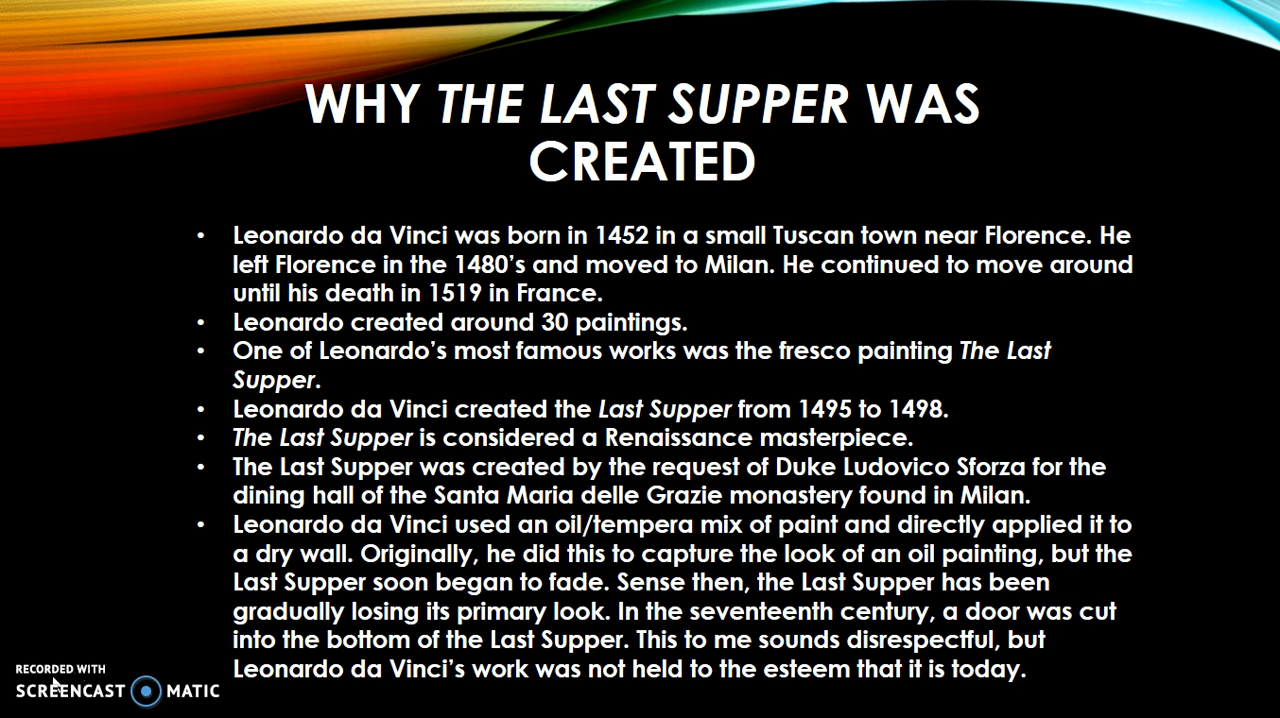 WHY THE LAST SUPPER WAS
CREATED
• Leonardo da Vinci was born in 1452 in a small Tuscan town near Florence. He
left Florence in the 1480's and moved to Milan. He continued to move around
until his death in 1519 in France.
• Leonardo created around 30 paintings.
• One of Leonardo's most famous works was the fresco painting The Last
Supper.
• Leonardo da Vinci created the Last Supper from 1495 to 1498.
• The Last Supper is considered a Renaissance masterpiece.
• The Last Supper was created by the request of Duke Ludovico Sforza for the
dining hall of the Santa Maria delle Grazie monastery found in Milan.
• Leonardo da Vinci used an oil/tempera mix of paint and directly applied it to
a dry wall. Originally, he did this to capture the look of an oil painting, but the
Last Supper soon began to fade. Sense then, the Last Supper has been
gradually losing its primary look. In the seventeenth century, a door was cut
into the bottom of the Last Supper. This to me sounds disrespectful, but
Leonardo da Vinci's work was not held to the esteem that it is today.
RECORDED WITH
SCREENCAST MATIC